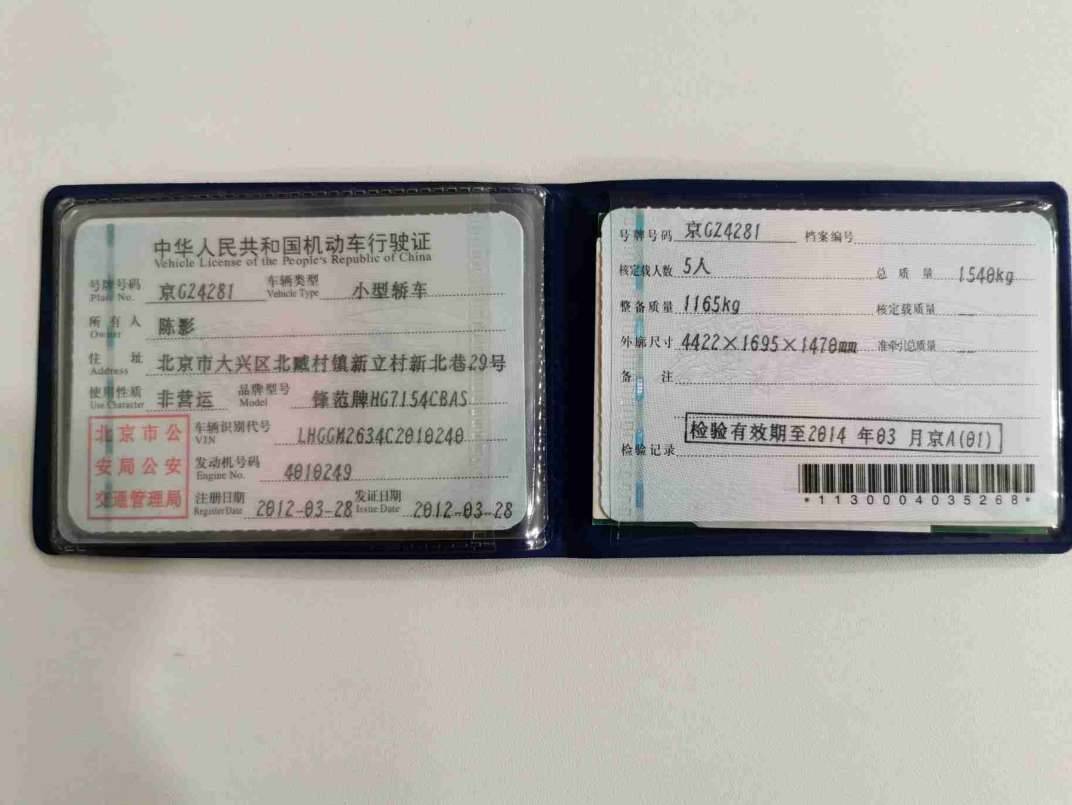 中华人民共和国机动车行驶证
Vehicle License of the People's Republic of China
号牌号码 京GZ4281 车辆类型 小型轿车
Plate No. Vehicle Type
所有人 陈影
Owner
住址 北京市大兴区北臧村镇新立村新北巷29号
Address
使用性质 非营运 品牌型号 锋范牌HG7154CBAS
Use Character Model
北京市公安局公安交通管理局
车辆识别代号 LHGGM2634C2010240
VIN
发动机号码 4010249
Engine No.
注册日期 2012-03-28 发证日期 2012-03-28
Register Date Issue Date
号牌号码 京GZ4281 档案编号
核定载人数 5人 总质量 1540kg
整备质量 1165kg 核定载质量 --
外廓尺寸 4422×1695×1470mm 准牵引总质量 --
备注
检验记录 检验有效期至2014年03月京A(01)
*1130004035268*